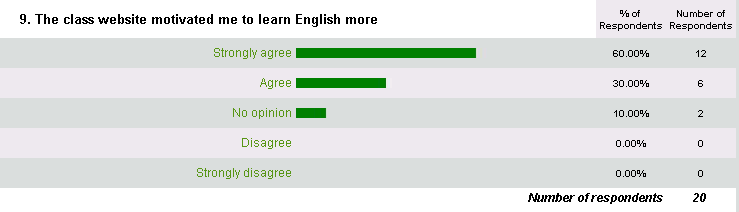 9. The class website motivated me to learn English more
% of Respondents
Number of Respondents
Strongly agree 60.00% 12
Agree 30.00% 6
No opinion 10.00% 2
Disagree 0.00% 0
Strongly disagree 0.00% 0
Number of respondents 20